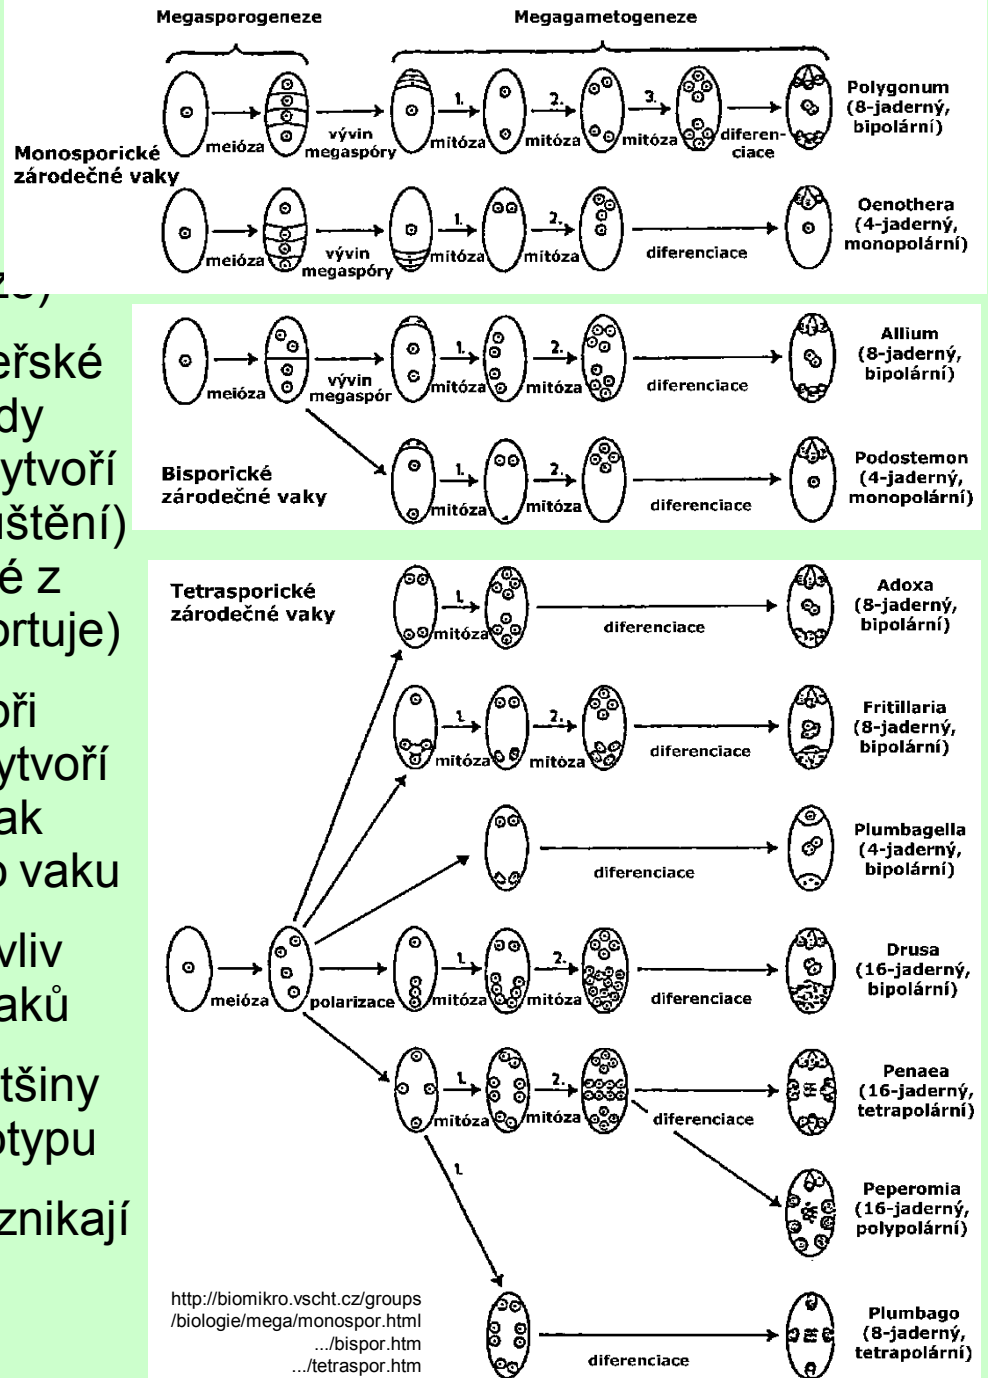 Megasporogeneze
Megagametogeneze
Monosporické
zárodečné vaky
meióza
vývin
megaspóry
1.
mitóza
2.
mitóza
3.
mitóza
diferen-
ciace
Polygonum
(8-jaderný,
bipolární)
meióza
vývin
megaspóry
1.
mitóza
2.
mitóza
diferenciace
Oenothera
(4-jaderný,
monopolární)
eřské
dy
ytvoří
uštění)
é z
ortuje)
oři
ytvoří
ak
o vaku
vliv
aků
tšiny
otypu
znikají
meióza
vývin
megaspór
1.
mitóza
2.
mitóza
diferenciace
Allium
(8-jaderný,
bipolární)
Bisporické
zárodečné vaky
1.
mitóza
2.
mitóza
diferenciace
Podostemon
(4-jaderný,
monopolární)
Tetrasporické
zárodečné vaky
1.
mitóza
diferenciace
Adoxa
(8-jaderný,
bipolární)
1.
mitóza
2.
mitóza
diferenciace
Fritillaria
(8-jaderný,
bipolární)
diferenciace
Plumbagella
(4-jaderný,
bipolární)
meióza
polarizace
1.
mitóza
2.
mitóza
diferenciace
Drusa
(16-jaderný,
bipolární)
1.
mitóza
2.
mitóza
diferenciace
Penaea
(16-jaderný,
tetrapolární)
Peperomia
(16-jaderný,
polypolární)
1.
diferenciace
Plumbago
(8-jaderný,
tetrapolární)
http://biomikro.vscht.cz/groups
/biologie/mega/monospor.html
.../bispor.htm
.../tetraspor.htm